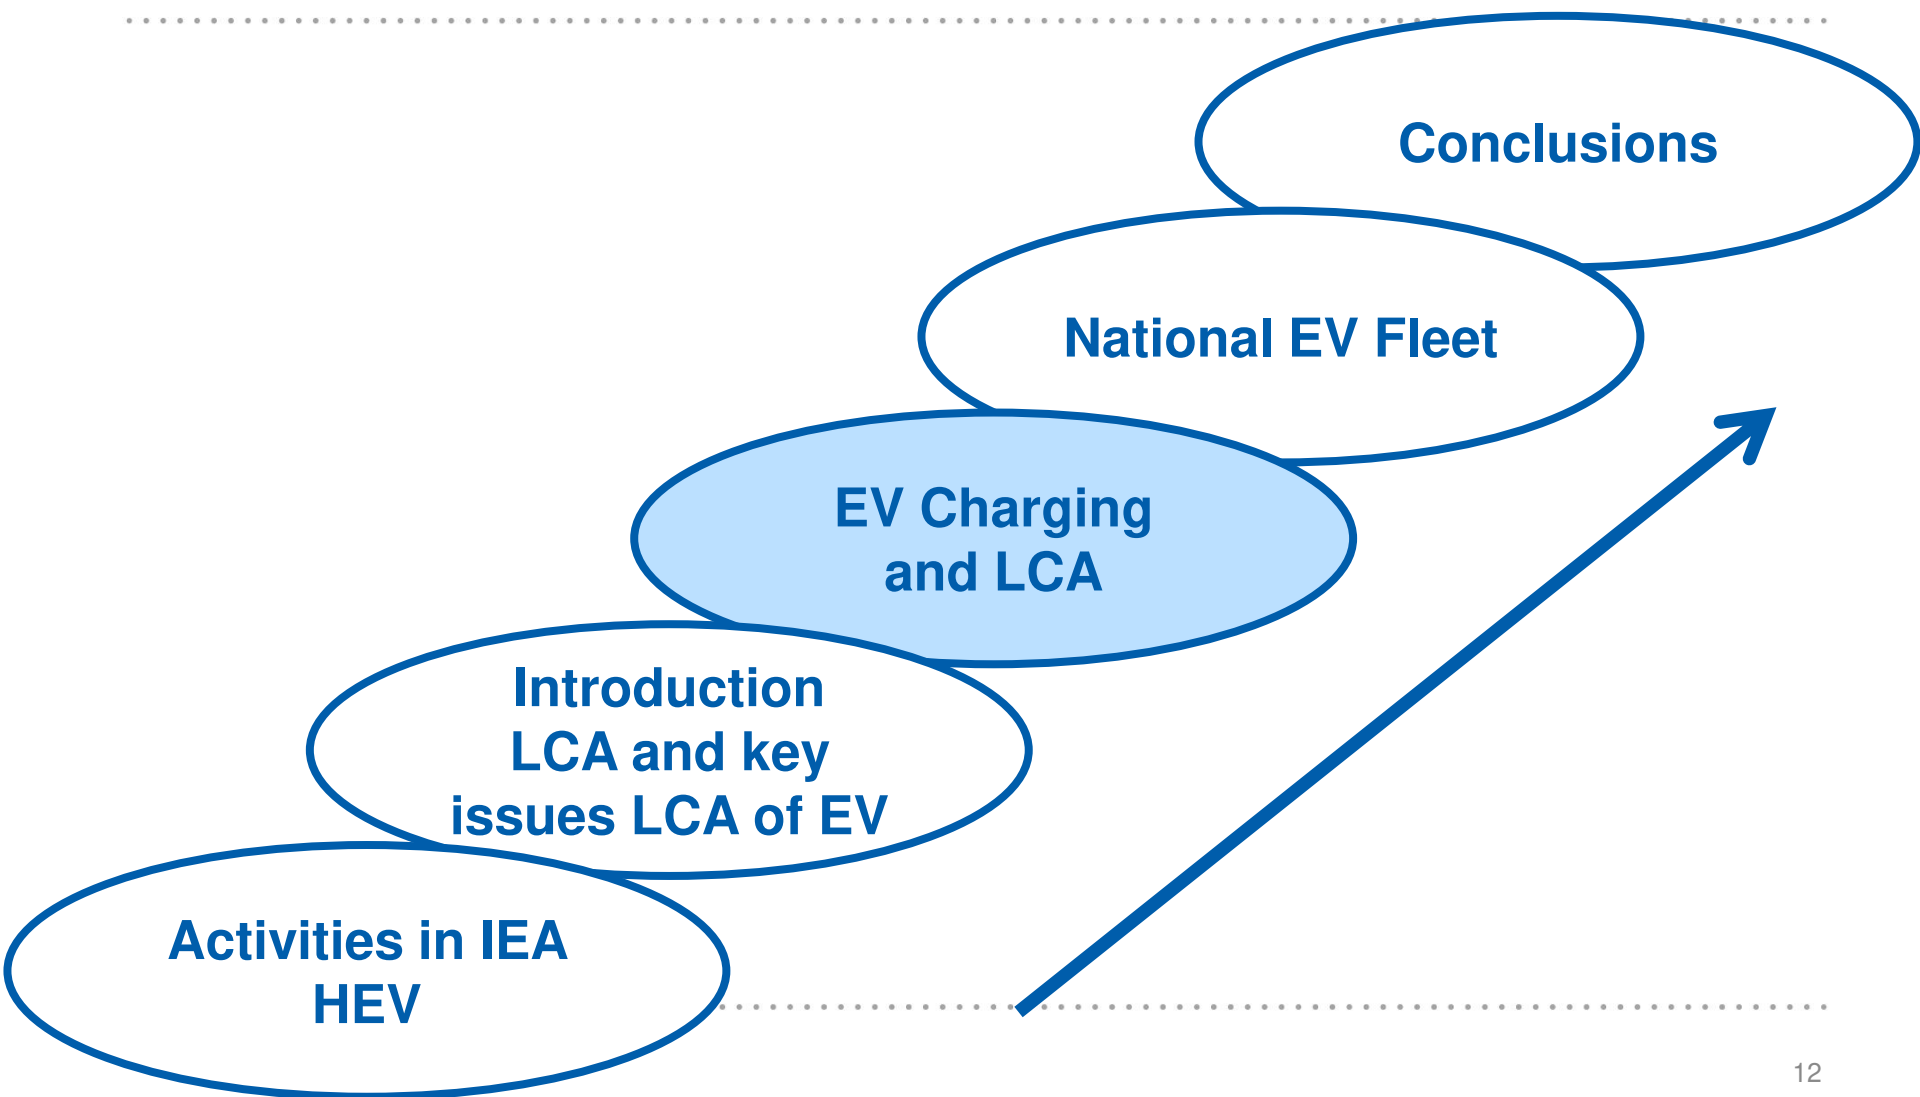 Conclusions
National EV Fleet
EV Charging
and LCA
Introduction
LCA and key
issues LCA of EV
Activities in IEA
HEV
12